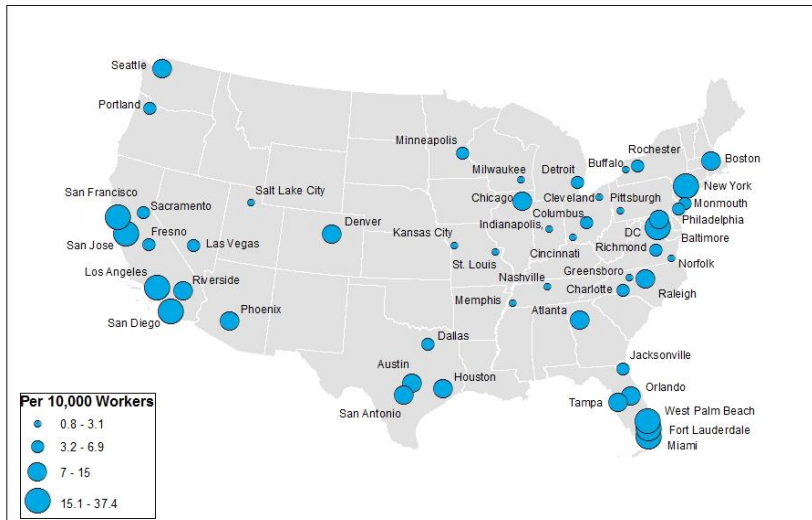 Seattle
Portland
Minneapolis
Milwaukee
Detroit
Buffalo
Rochester
Boston
New York
Monmouth
Philadelphia
Baltimore
DC
Pittsburgh
Cleveland
Chicago
Columbus
Indianapolis,
Cincinnati
Richmond
Norfolk
Greensboro
Raleigh
Charlotte
Nashville
Memphis
Atlanta
St. Louis
Kansas City
Denver
Salt Lake City
San Francisco
Sacramento
San Jose
Fresno
Las Vegas
Los Angeles
Riverside
San Diego
Phoenix
Dallas
Austin
Houston
San Antonio
Jacksonville
Orlando
Tampa
West Palm Beach
Fort Lauderdale
Miami
Per 10,000 Workers
0.8 - 3.1
3.2 - 6.9
7 - 15
15.1 - 37.4